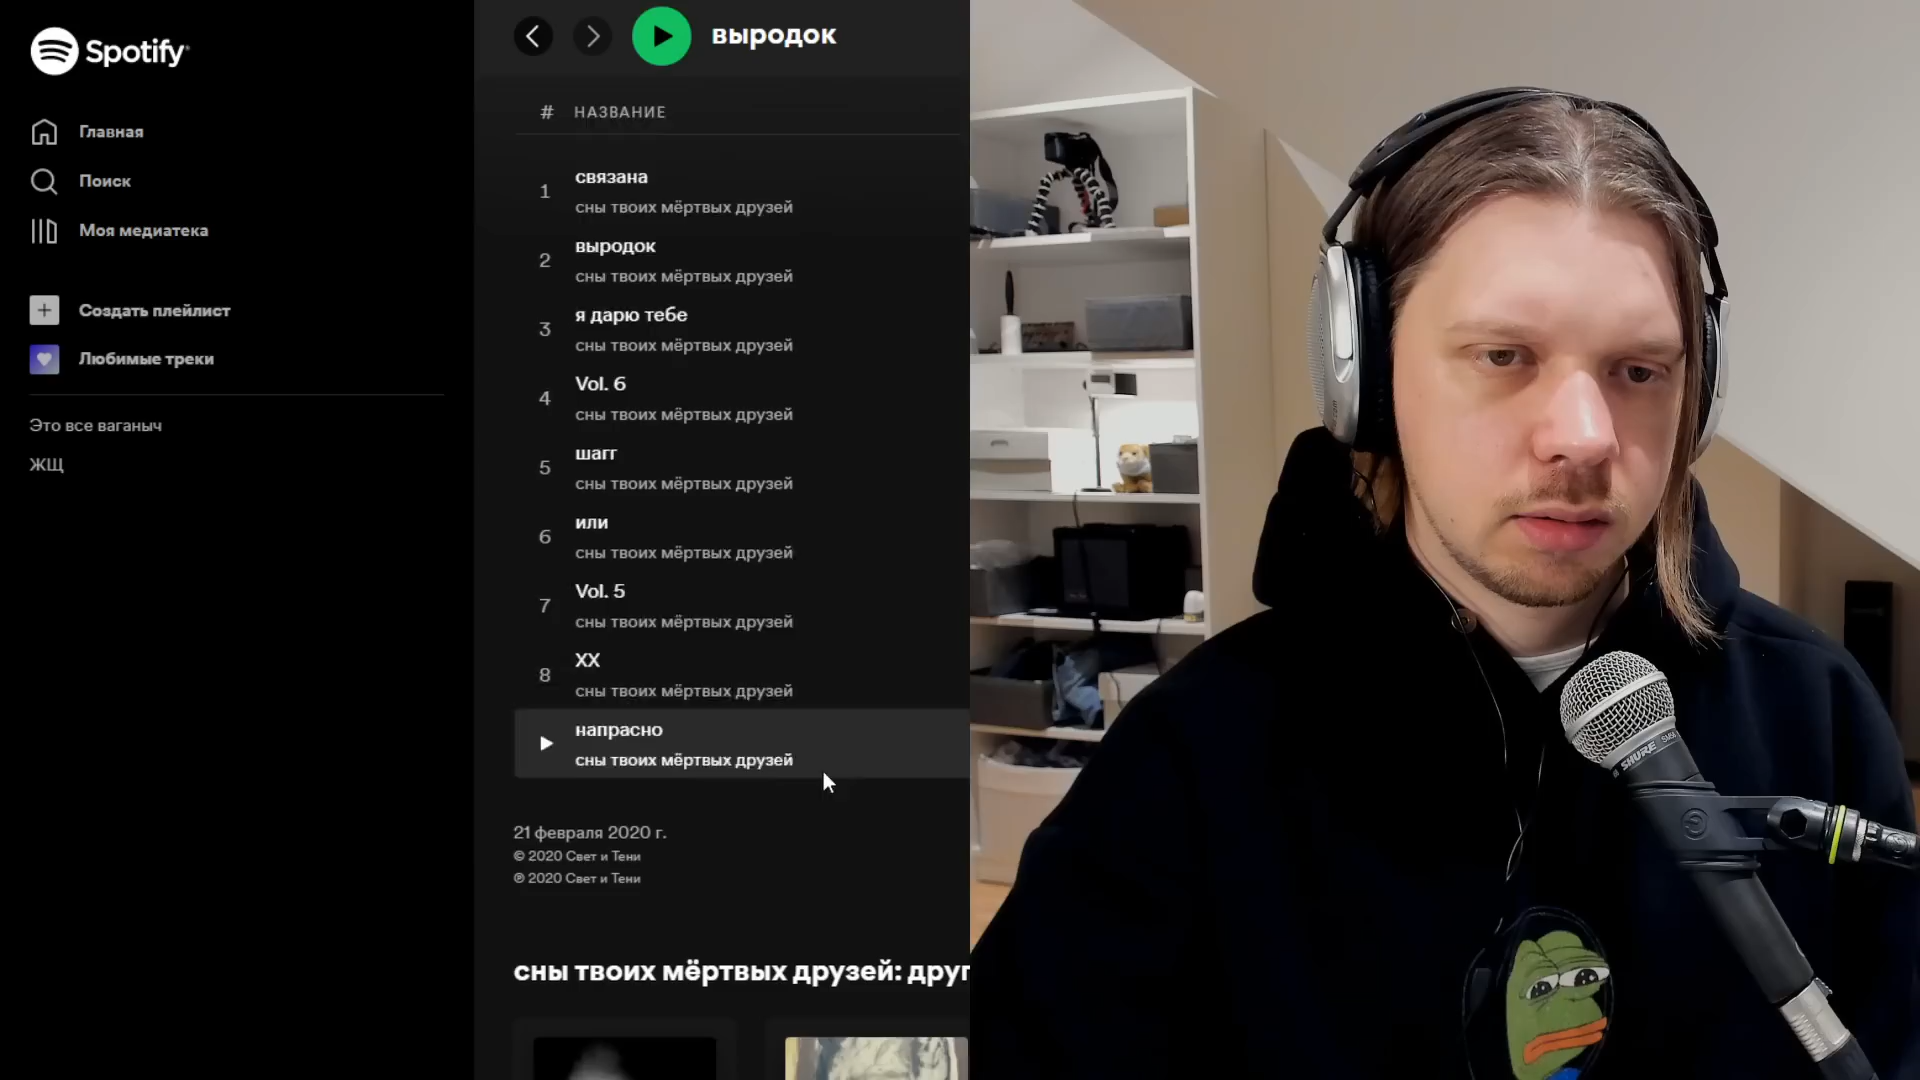 Spotify
Главная
Поиск
Моя медиатека
Создать плейлист
Любимые треки
Это все ваганыч
ЖЩ
выродок
# НАЗВАНИЕ
1 связана
сны твоих мёртвых друзей
2 выродок
сны твоих мёртвых друзей
3 я дарю тебе
сны твоих мёртвых друзей
4 Vol. 6
сны твоих мёртвых друзей
5 шагг
сны твоих мёртвых друзей
6 или
сны твоих мёртвых друзей
7 Vol. 5
сны твоих мёртвых друзей
8 XX
сны твоих мёртвых друзей
напрасно
сны твоих мёртвых друзей
21 февраля 2020 г.
© 2020 Свет и Тени
℗ 2020 Свет и Тени
сны твоих мёртвых друзей: друг
SHURE